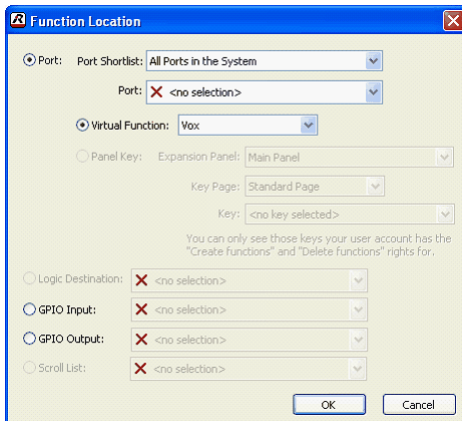 Function Location
Port: Port Shortlist: All Ports in the System
Port: <no selection>
Virtual Function: Vox
Panel Key: Expansion Panel: Main Panel
Key Page: Standard Page
Key: <no key selected>
You can only see those keys your user account has the
"Create functions" and "Delete functions" rights for.
Logic Destination: <no selection>
GPIO Input: <no selection>
GPIO Output: <no selection>
Scroll List: <no selection>
OK Cancel